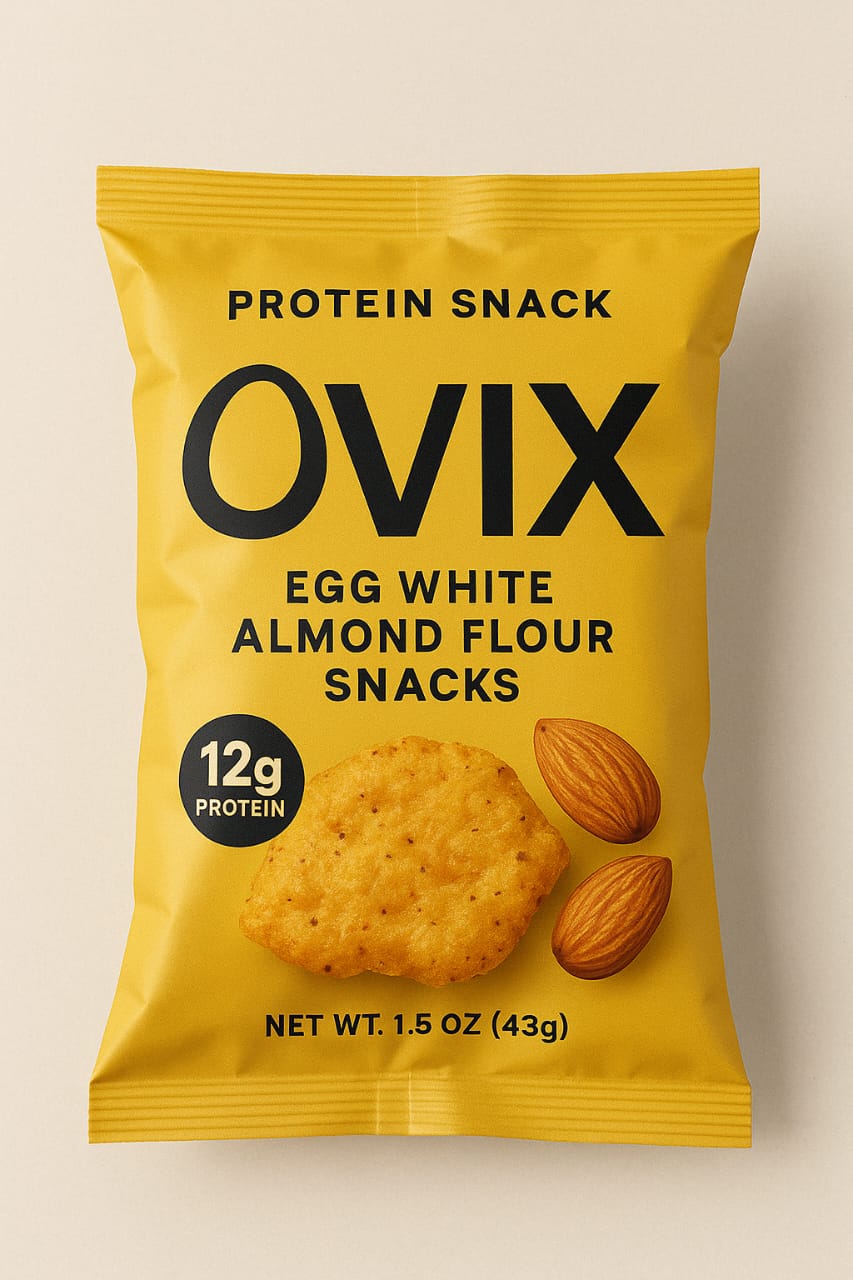 PROTEIN SNACK
OVIX
EGG WHITE
ALMOND FLOUR
SNACKS
12g
PROTEIN
NET WT. 1.5 OZ (43g)